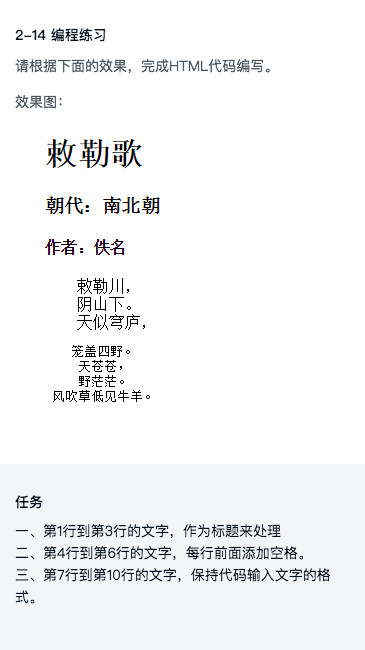 2-14 编程练习
请根据下面的效果，完成HTML代码编写。
效果图：
敕勒歌
朝代：南北朝
作者：佚名
敕勒川，
阴山下。
天似穹庐，
笼盖四野。
天苍苍，
野茫茫。
风吹草低见牛羊。
任务
一、第1行到第3行的文字，作为标题来处理
二、第4行到第6行的文字，每行前面添加空格。
三、第7行到第10行的文字，保持代码输入文字的格
式。